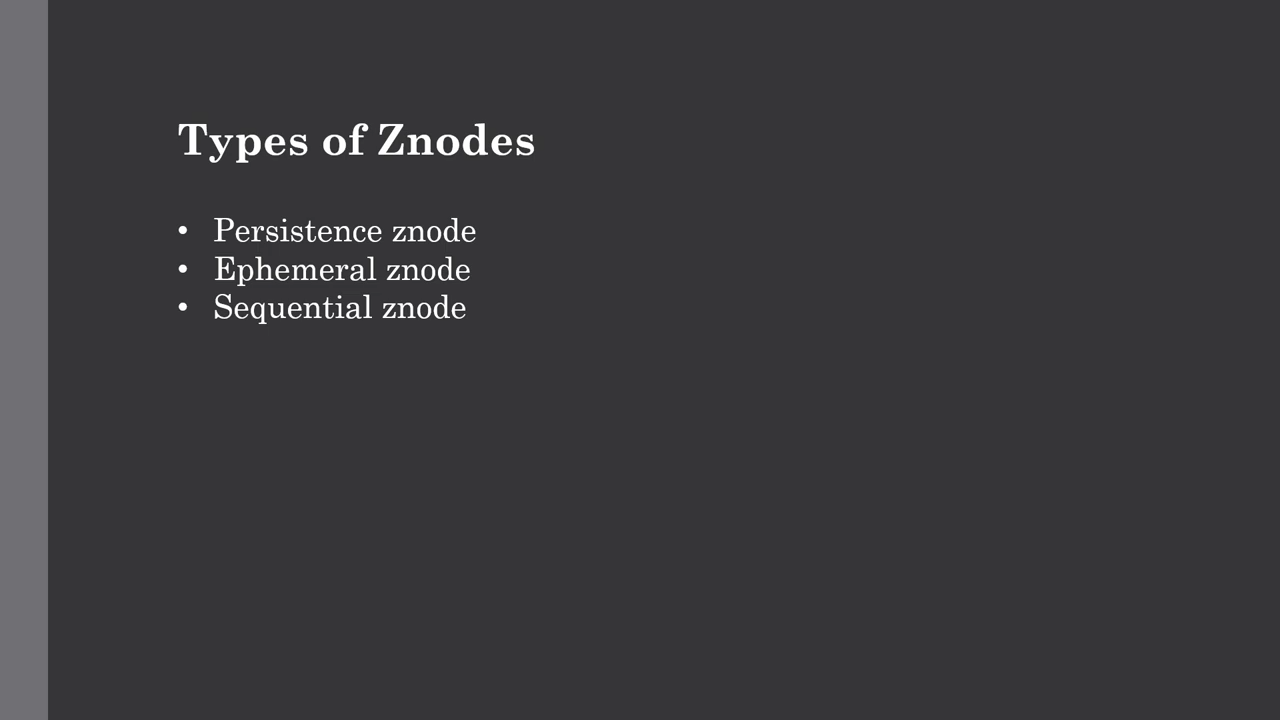 Types of Znodes
• Persistence znode
• Ephemeral znode
• Sequential znode